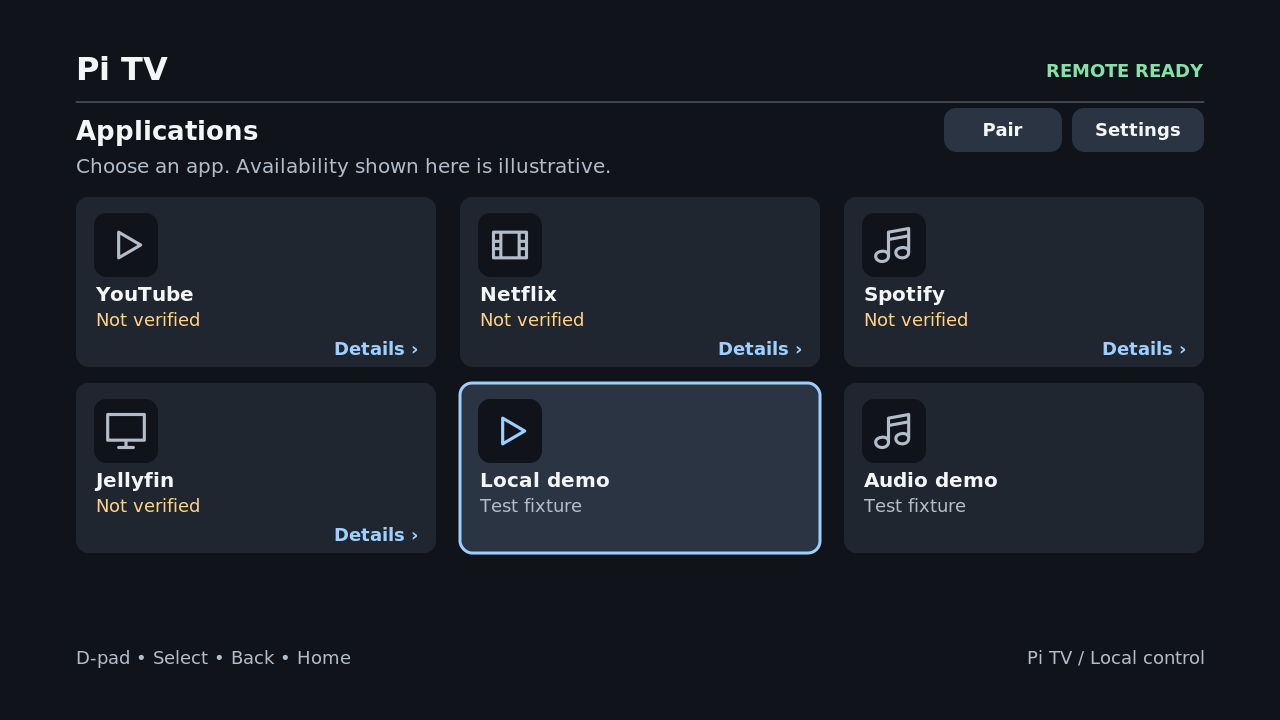 Pi TV
REMOTE READY
Applications
Pair
Settings
Choose an app. Availability shown here is illustrative.
YouTube
Not verified
Details ›
Netflix
Not verified
Details ›
Spotify
Not verified
Details ›
Jellyfin
Not verified
Details ›
Local demo
Test fixture
Audio demo
Test fixture
D-pad • Select • Back • Home
Pi TV / Local control